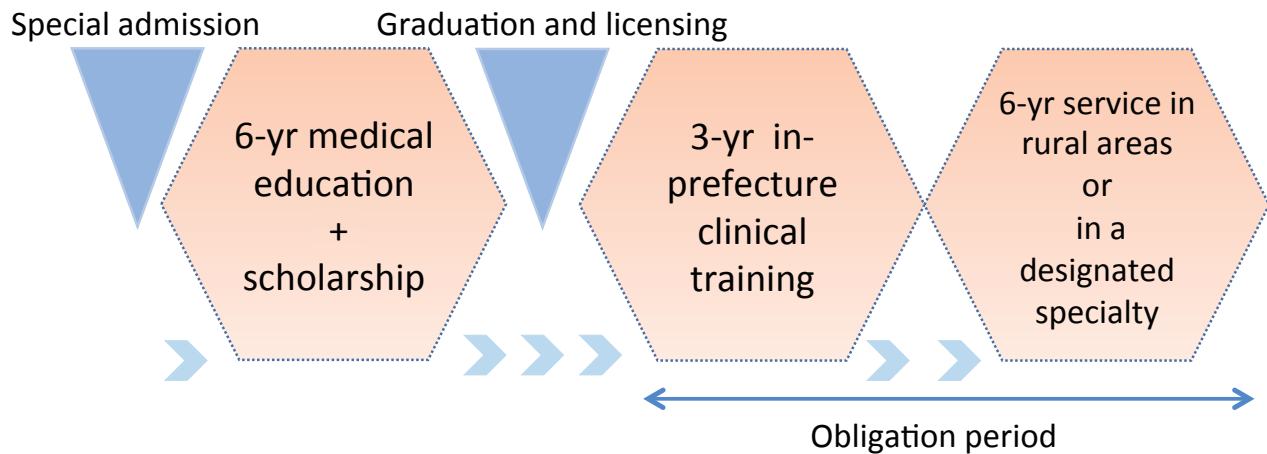 Special admission
Graduation and licensing
6-yr medical
education
+
scholarship
3-yr in-
prefecture
clinical
training
6-yr service in
rural areas
or
in a
designated
specialty
Obligation period